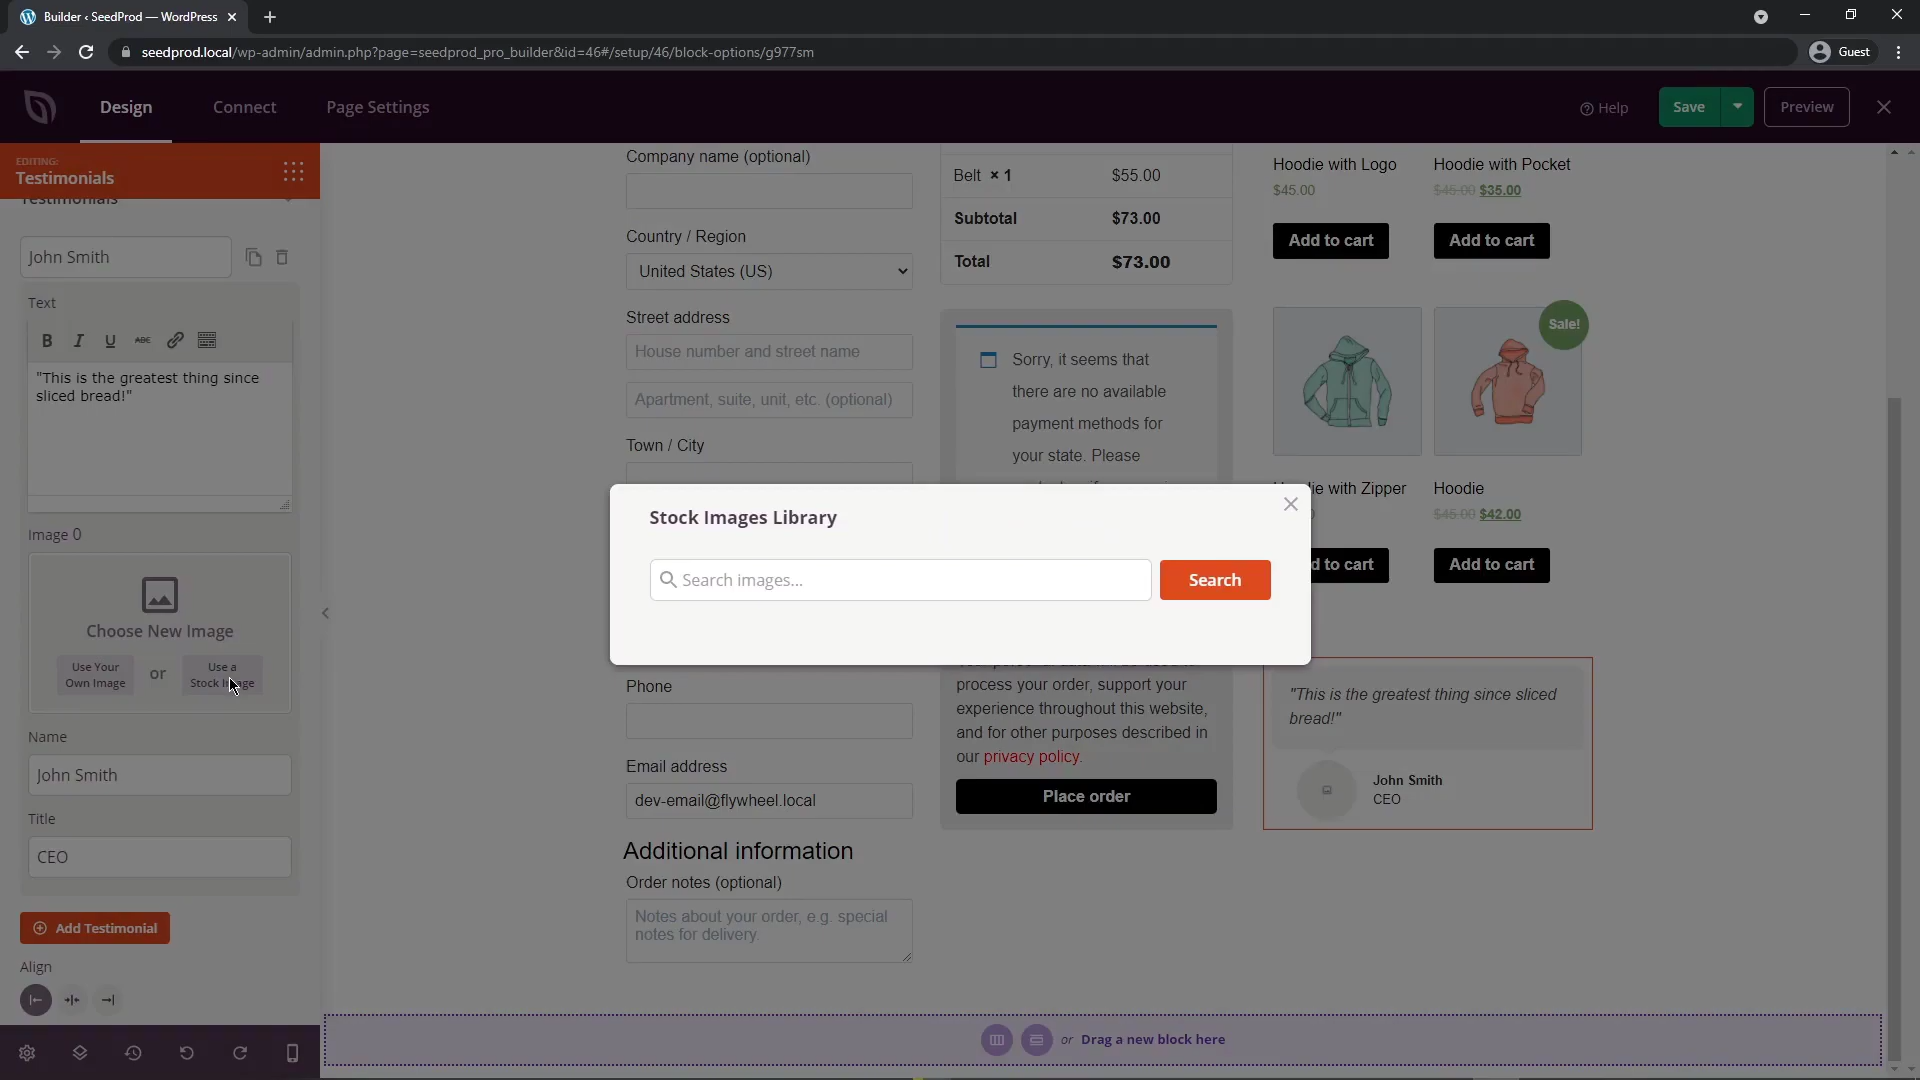 Builder ‹ SeedProd — WordPress
seedprod.local/wp-admin/admin.php?page=seedprod_pro_builder&id=46#/setup/46/block-options/g977sm
Guest
Design
Connect
Page Settings
Help
Save
Preview
EDITING:
Testimonials
Testimonials
John Smith
Text
B I U ABC
"This is the greatest thing since
sliced bread!"
Image 0
Choose New Image
Use Your
Own Image
or
Use a
Stock Image
Name
John Smith
Title
CEO
Add Testimonial
Align
Company name (optional)
Country / Region
United States (US)
Street address
House number and street name
Apartment, suite, unit, etc. (optional)
Town / City
Phone
Email address
dev-email@flywheel.local
Additional information
Order notes (optional)
Notes about your order, e.g. special
notes for delivery.
Belt × 1 $55.00
Subtotal $73.00
Total $73.00
Sorry, it seems that
there are no available
payment methods for
your state. Please
Stock Images Library
Search images...
Search
process your order, support your
experience throughout this website,
and for other purposes described in
our privacy policy.
Place order
Hoodie with Logo
$45.00
Add to cart
Hoodie with Pocket
$45.00 $35.00
Add to cart
Sale!
ie with Zipper
d to cart
Hoodie
$45.00 $42.00
Add to cart
"This is the greatest thing since sliced
bread!"
John Smith
CEO
or Drag a new block here